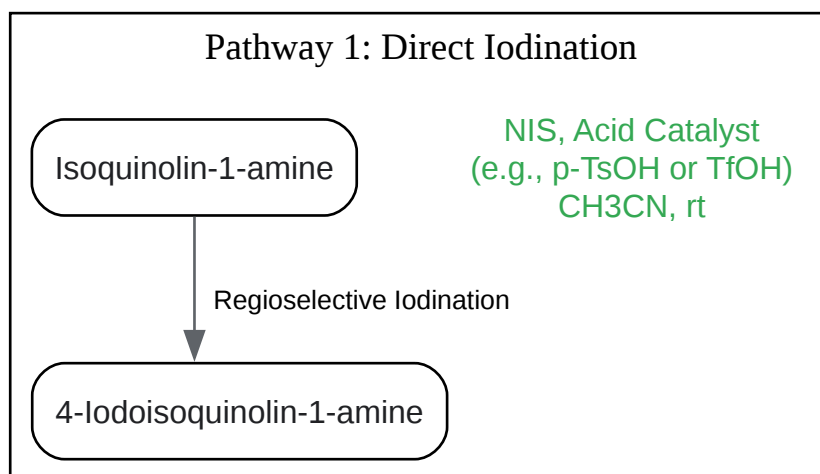 Pathway 1: Direct Iodination
Isoquinolin-1-amine
NIS, Acid Catalyst
(e.g., p-TsOH or TfOH)
CH3CN, rt
Regioselective Iodination
4-Iodoisoquinolin-1-amine